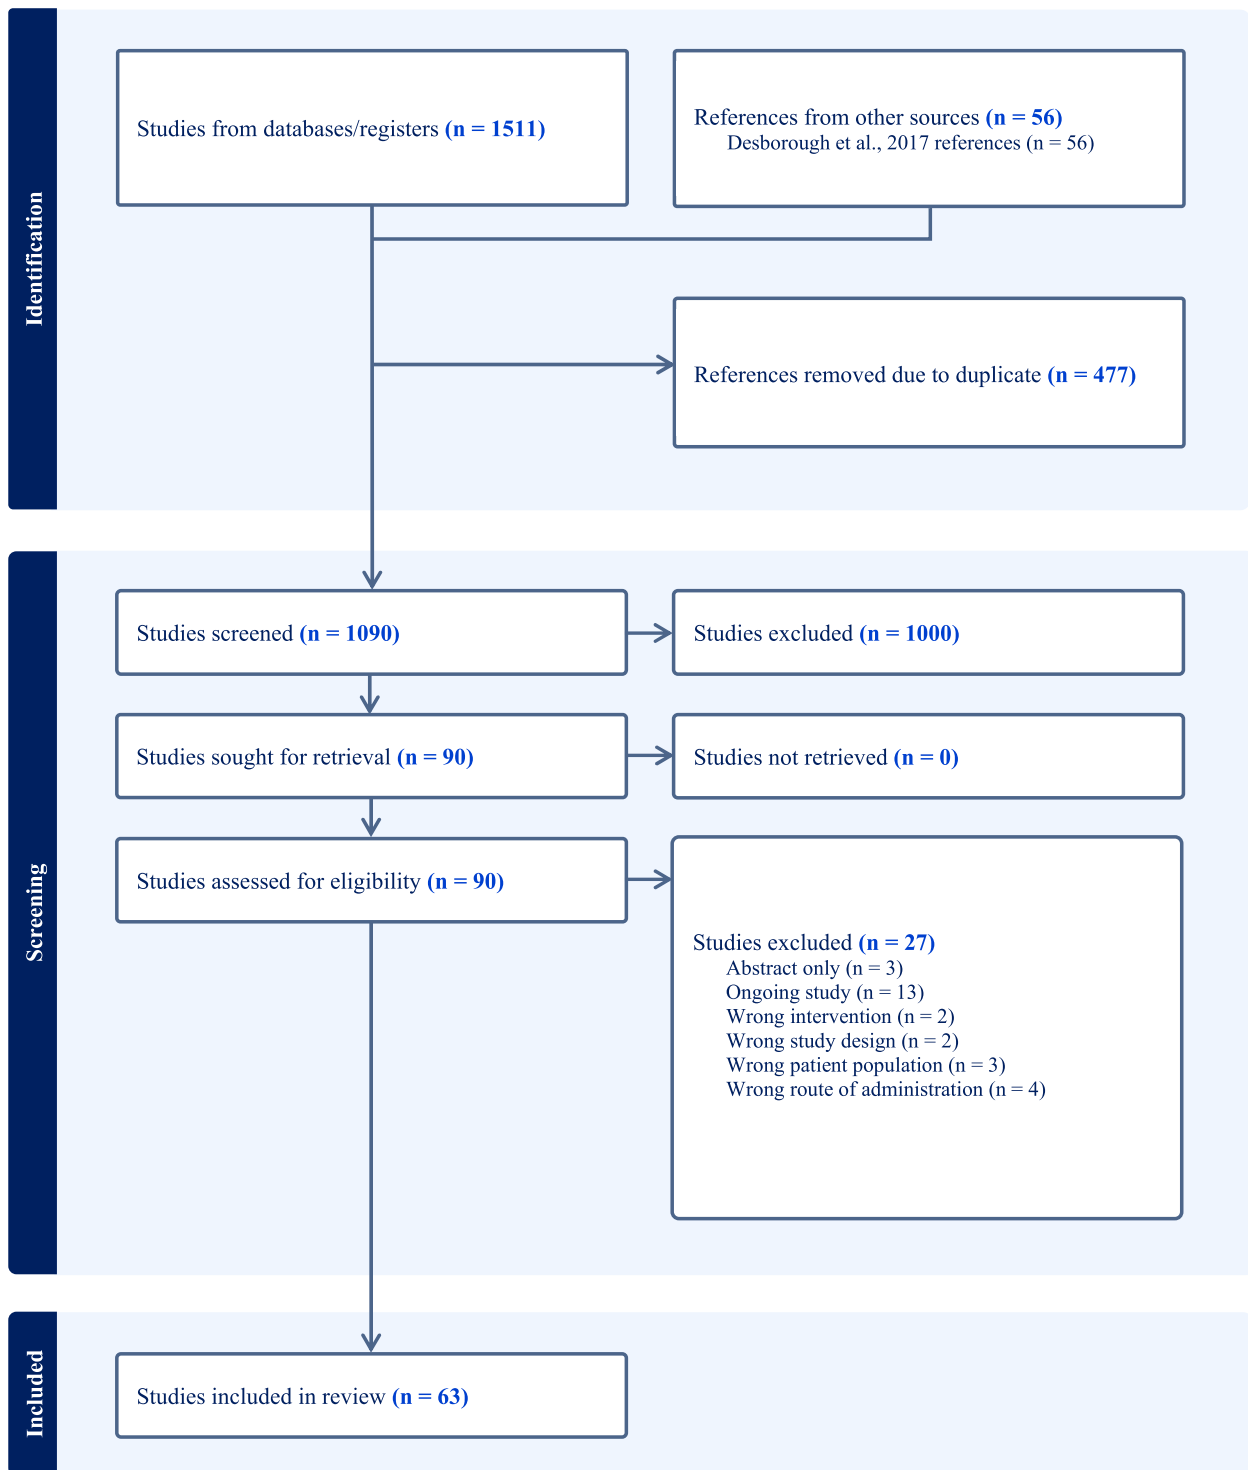 Identification
Studies from databases/registers (n = 1511)
References from other sources (n = 56)
Desborough et al., 2017 references (n = 56)
References removed due to duplicate (n = 477)
Screening
Studies screened (n = 1090)
Studies excluded (n = 1000)
Studies sought for retrieval (n = 90)
Studies not retrieved (n = 0)
Studies assessed for eligibility (n = 90)
Studies excluded (n = 27)
Abstract only (n = 3)
Ongoing study (n = 13)
Wrong intervention (n = 2)
Wrong study design (n = 2)
Wrong patient population (n = 3)
Wrong route of administration (n = 4)
Included
Studies included in review (n = 63)